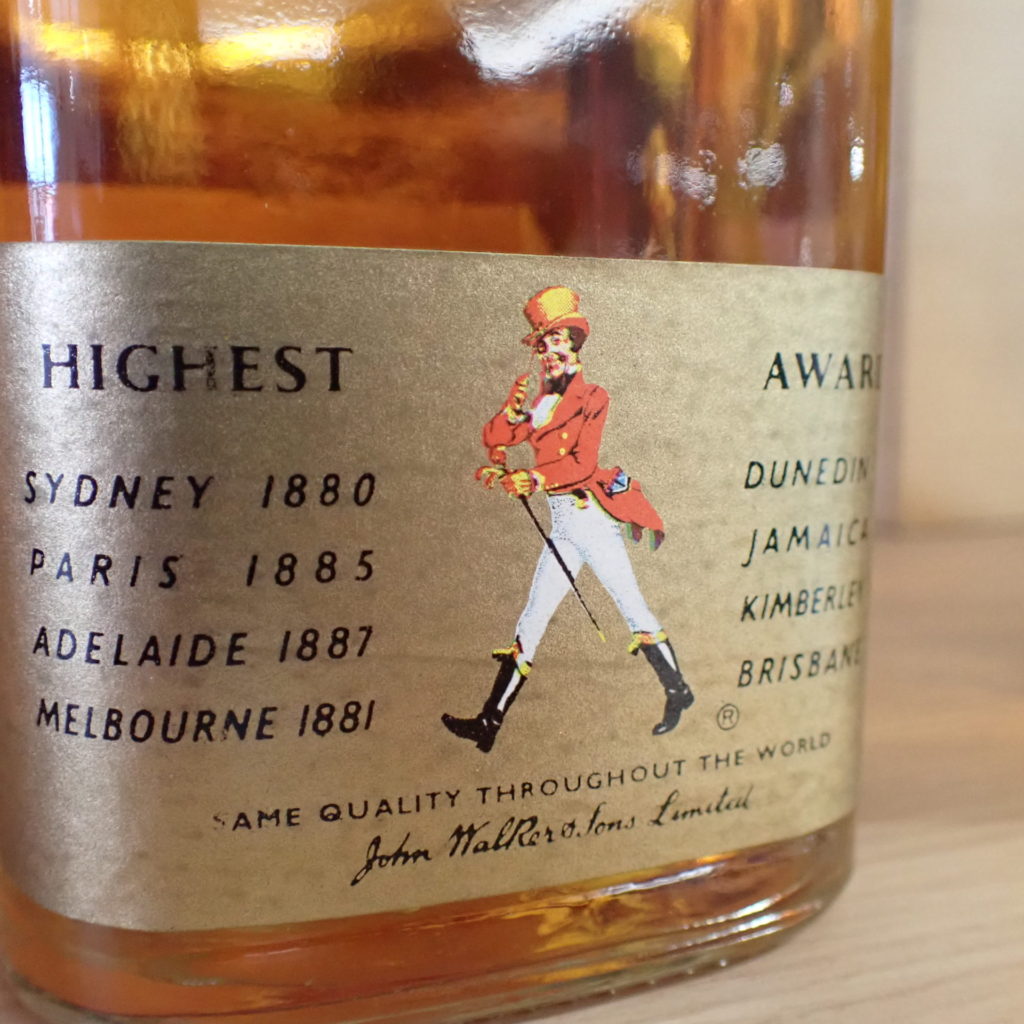 HIGHEST
SYDNEY 1880
PARIS 1885
ADELAIDE 1887
MELBOURNE 1881
DUNEDIN
JAMAICA
KIMBERLEY
BRISBANE
®
SAME QUALITY THROUGHOUT THE WORLD
John Walker & Sons Limited